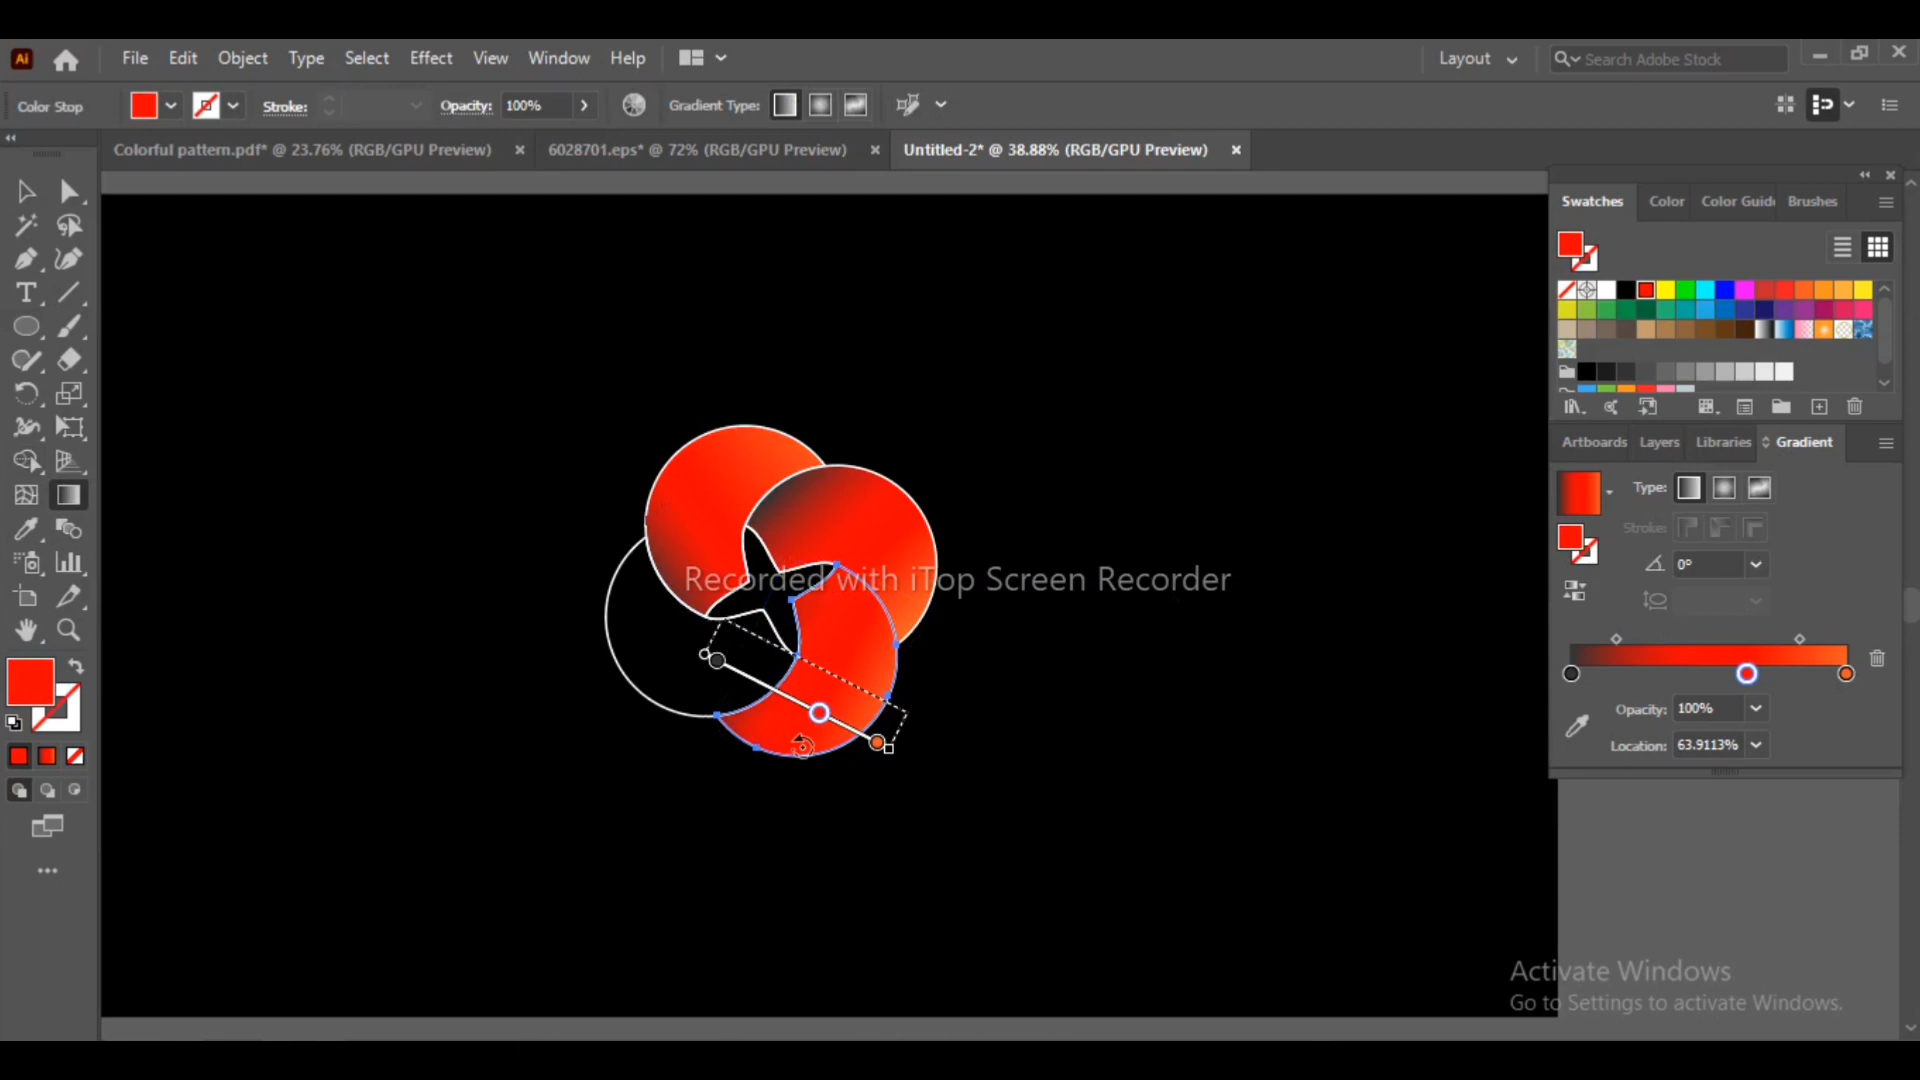 Ai File Edit Object Type Select Effect View Window Help Layout Search Adobe Stock
Color Stop Stroke: Opacity: 100% Gradient Type:
Colorful pattern.pdf* @ 23.76% (RGB/GPU Preview) 6028701.eps* @ 72% (RGB/GPU Preview) Untitled-2* @ 38.88% (RGB/GPU Preview)
Swatches Color Color Guid Brushes
Artboards Layers Libraries Gradient
Type:
Stroke:
0°
Opacity: 100%
Location: 63.9113%
Recorded with iTop Screen Recorder
Activate Windows
Go to Settings to activate Windows.